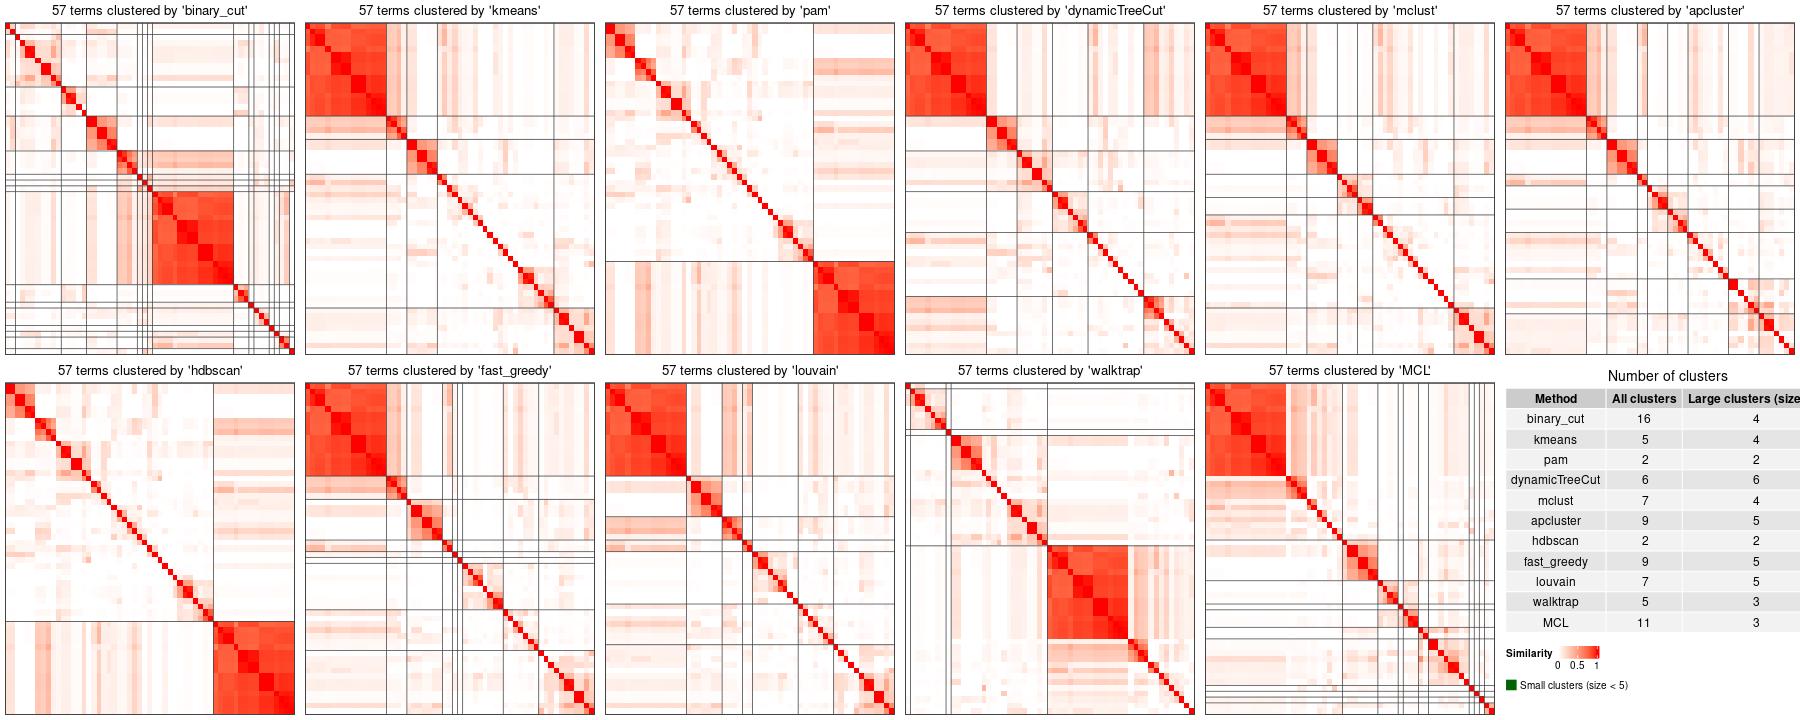 57 terms clustered by 'binary_cut'
57 terms clustered by 'kmeans'
57 terms clustered by 'pam'
57 terms clustered by 'dynamicTreeCut'
57 terms clustered by 'mclust'
57 terms clustered by 'apcluster'
57 terms clustered by 'hdbscan'
57 terms clustered by 'fast_greedy'
57 terms clustered by 'louvain'
57 terms clustered by 'walktrap'
57 terms clustered by 'MCL'
Number of clusters
Method All clusters Large clusters (size
binary_cut 16 4
kmeans 5 4
pam 2 2
dynamicTreeCut 6 6
mclust 7 4
apcluster 9 5
hdbscan 2 2
fast_greedy 9 5
louvain 7 5
walktrap 5 3
MCL 11 3
Similarity
0 0.5 1
Small clusters (size < 5)